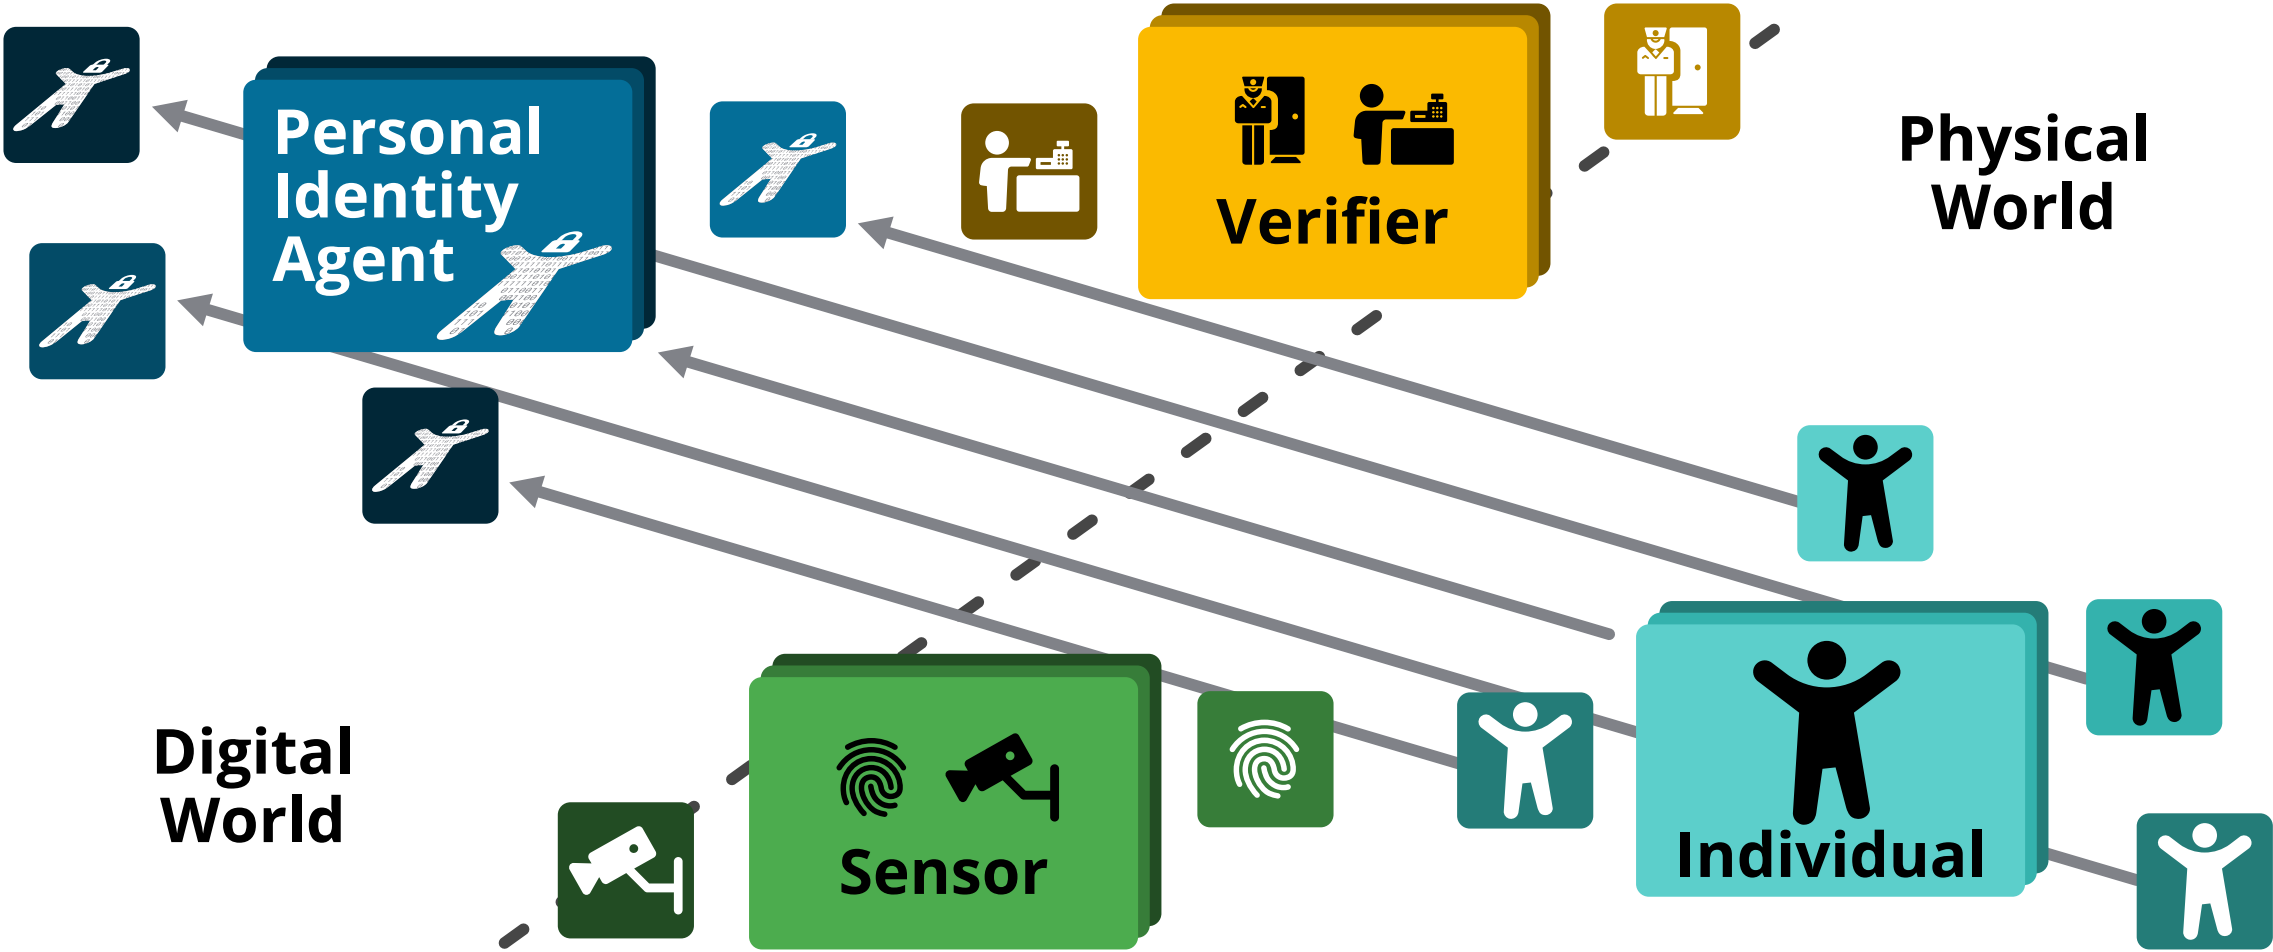 Personal
Identity
Agent
Verifier
Physical
World
Digital
World
Sensor
Individual